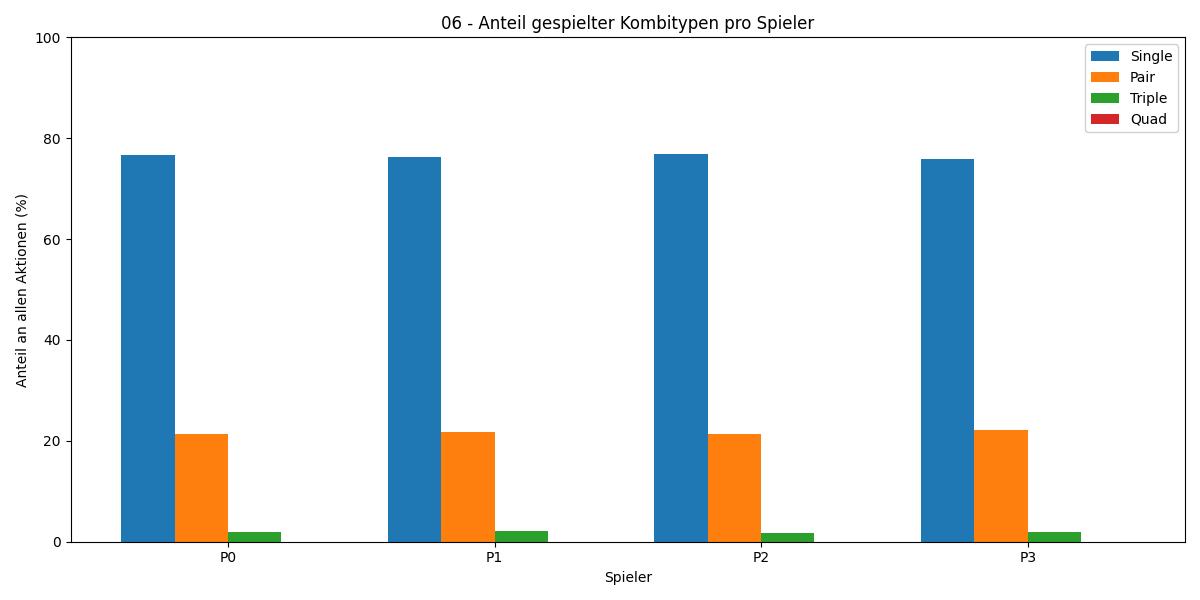 06 - Anteil gespielter Kombitypen pro Spieler
Anteil an allen Aktionen (%)
100
80
60
40
20
0
Single
Pair
Triple
Quad
P0
P1
P2
P3
Spieler